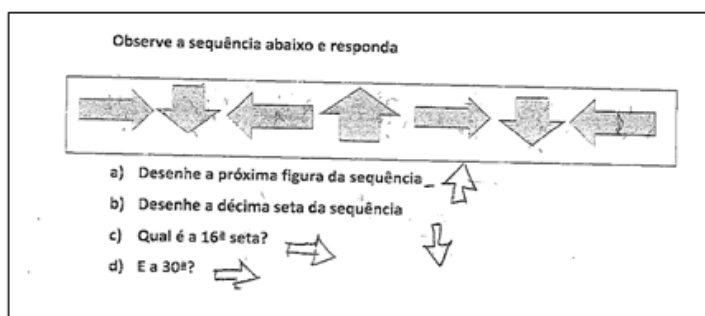 Observe a sequência abaixo e responda
a) Desenhe a próxima figura da sequência
b) Desenhe a décima seta da sequência
c) Qual é a 16ª seta?
d) E a 30ª?